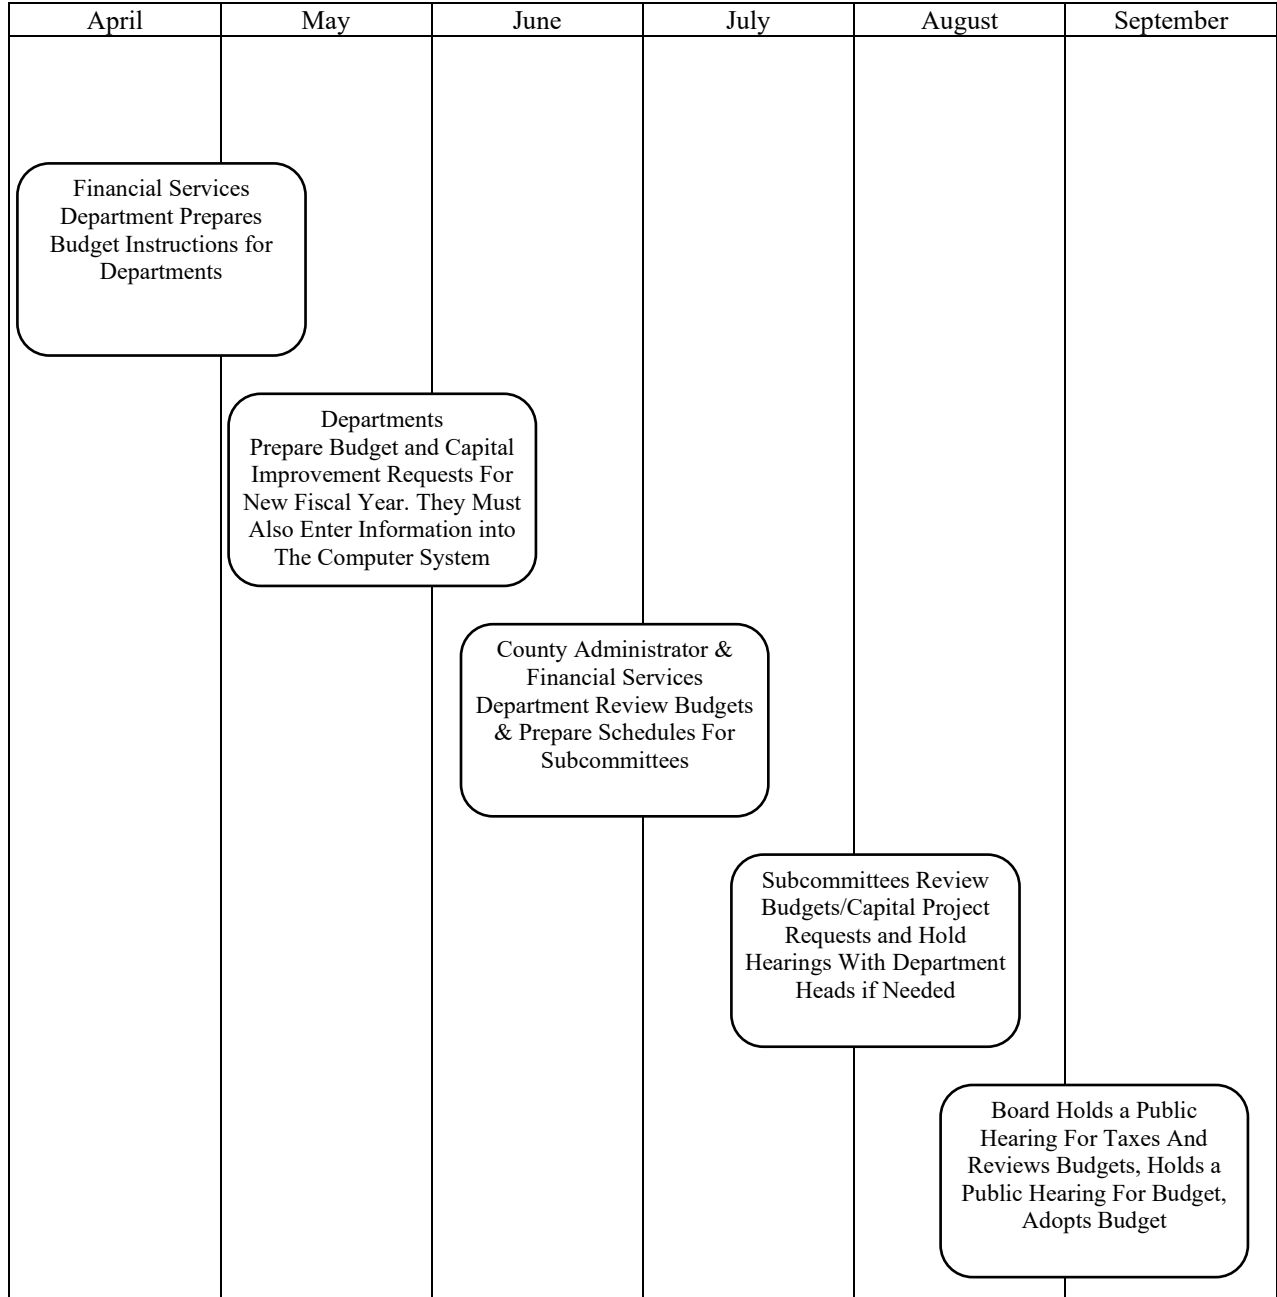 April May June July August September
Financial Services
Department Prepares
Budget Instructions for
Departments
Departments
Prepare Budget and Capital
Improvement Requests For
New Fiscal Year. They Must
Also Enter Information into
The Computer System
County Administrator &
Financial Services
Department Review Budgets
& Prepare Schedules For
Subcommittees
Subcommittees Review
Budgets/Capital Project
Requests and Hold
Hearings With Department
Heads if Needed
Board Holds a Public
Hearing For Taxes And
Reviews Budgets, Holds a
Public Hearing For Budget,
Adopts Budget